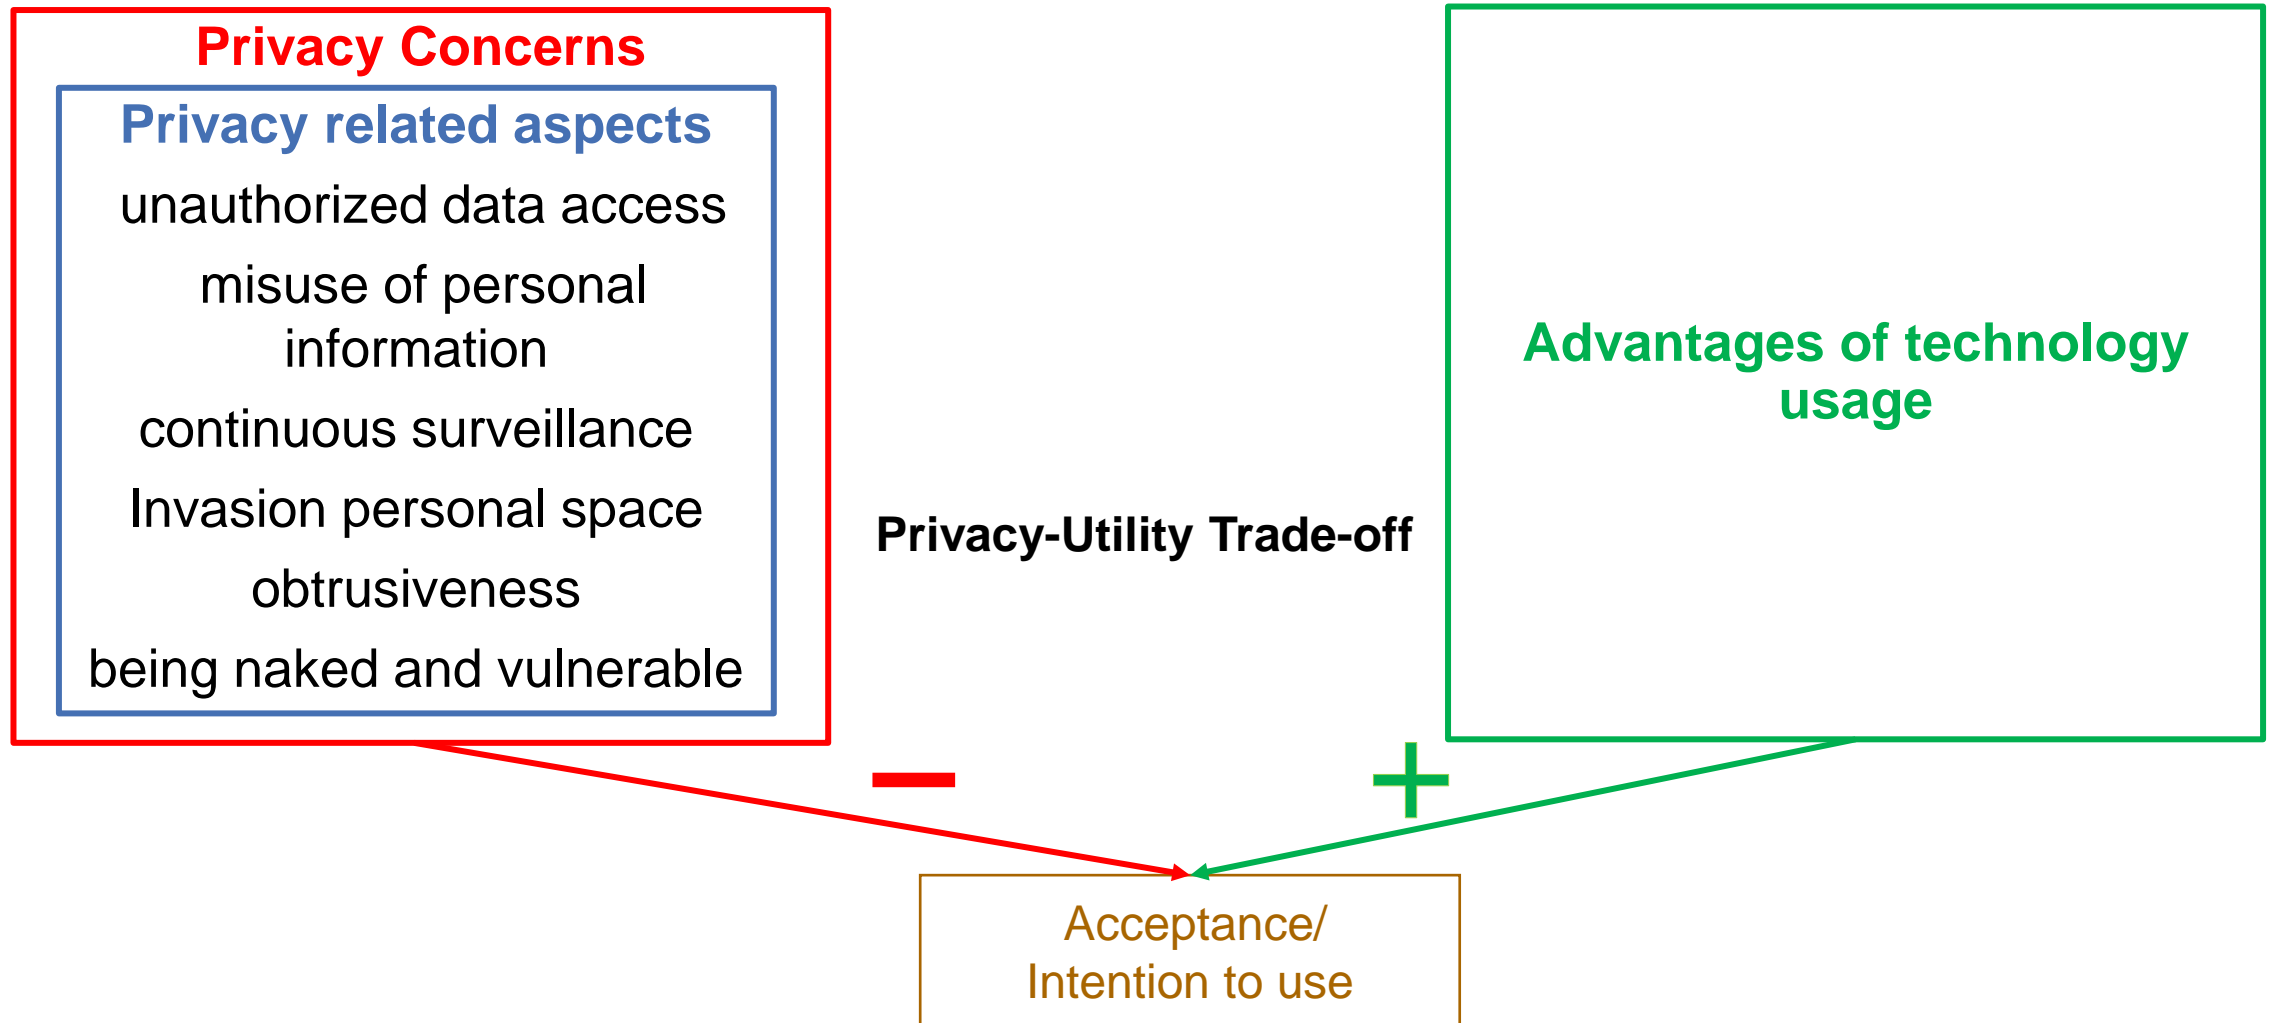 Privacy Concerns
Privacy related aspects
unauthorized data access
misuse of personal
information
continuous surveillance
Invasion personal space
obtrusiveness
being naked and vulnerable
Privacy-Utility Trade-off
Advantages of technology
usage
Acceptance/
Intention to use